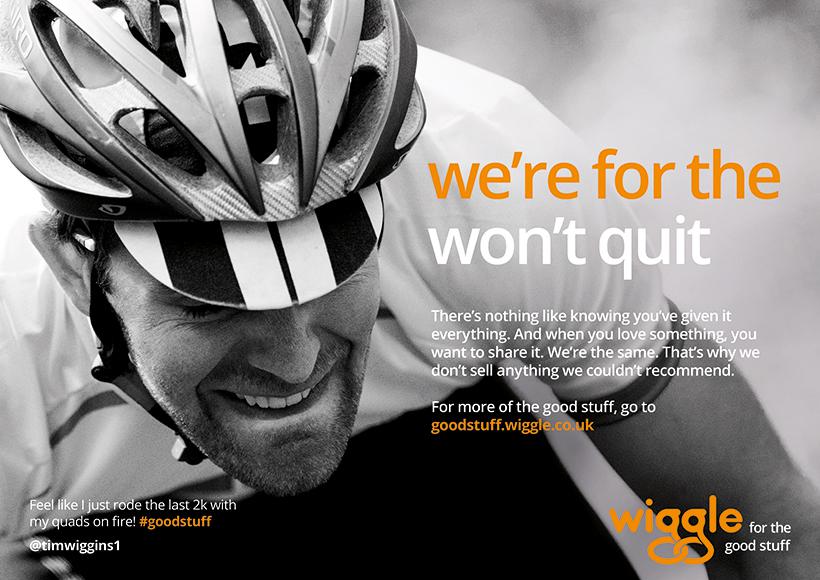 GIRO
we're for the
won't quit
There's nothing like knowing you've given it
everything. And when you love something, you
want to share it. We're the same. That's why we
don't sell anything we couldn't recommend.
For more of the good stuff, go to
goodstuff.wiggle.co.uk
Feel like I just rode the last 2k with
my quads on fire! #goodstuff
@timwiggins1
wiggle for the
good stuff